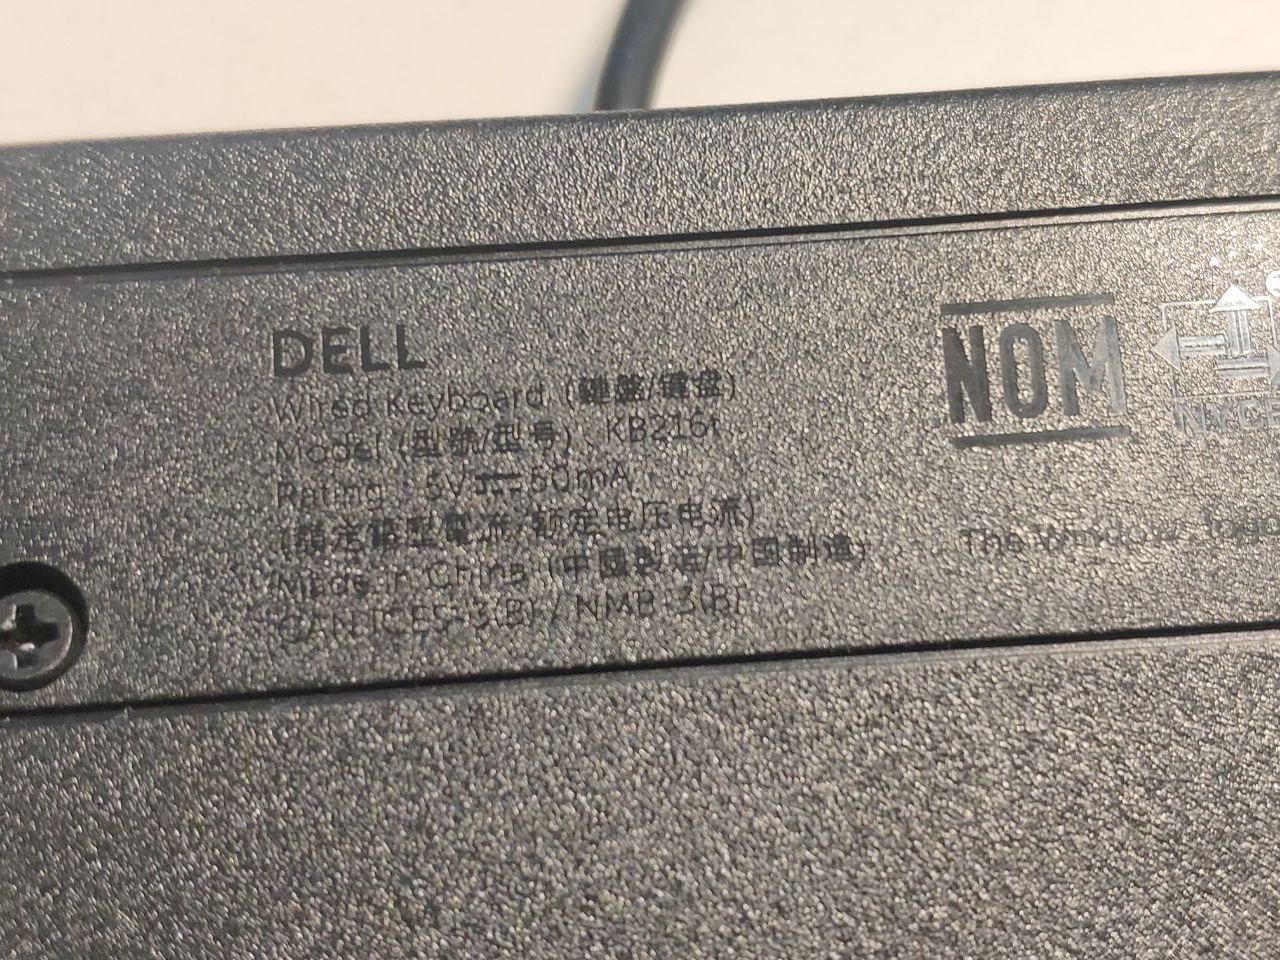 DELL
Wired Keyboard (鍵盤/键盘)
Model (型號/型号) : KB216t
Rating : 5V ⎓ 50mA
(額定電壓電流/额定电压电流)
Made in China (中國製造/中国制造)
CAN ICES-3(B) / NMB-3(B)
NOM
NYCE
The Windows logo